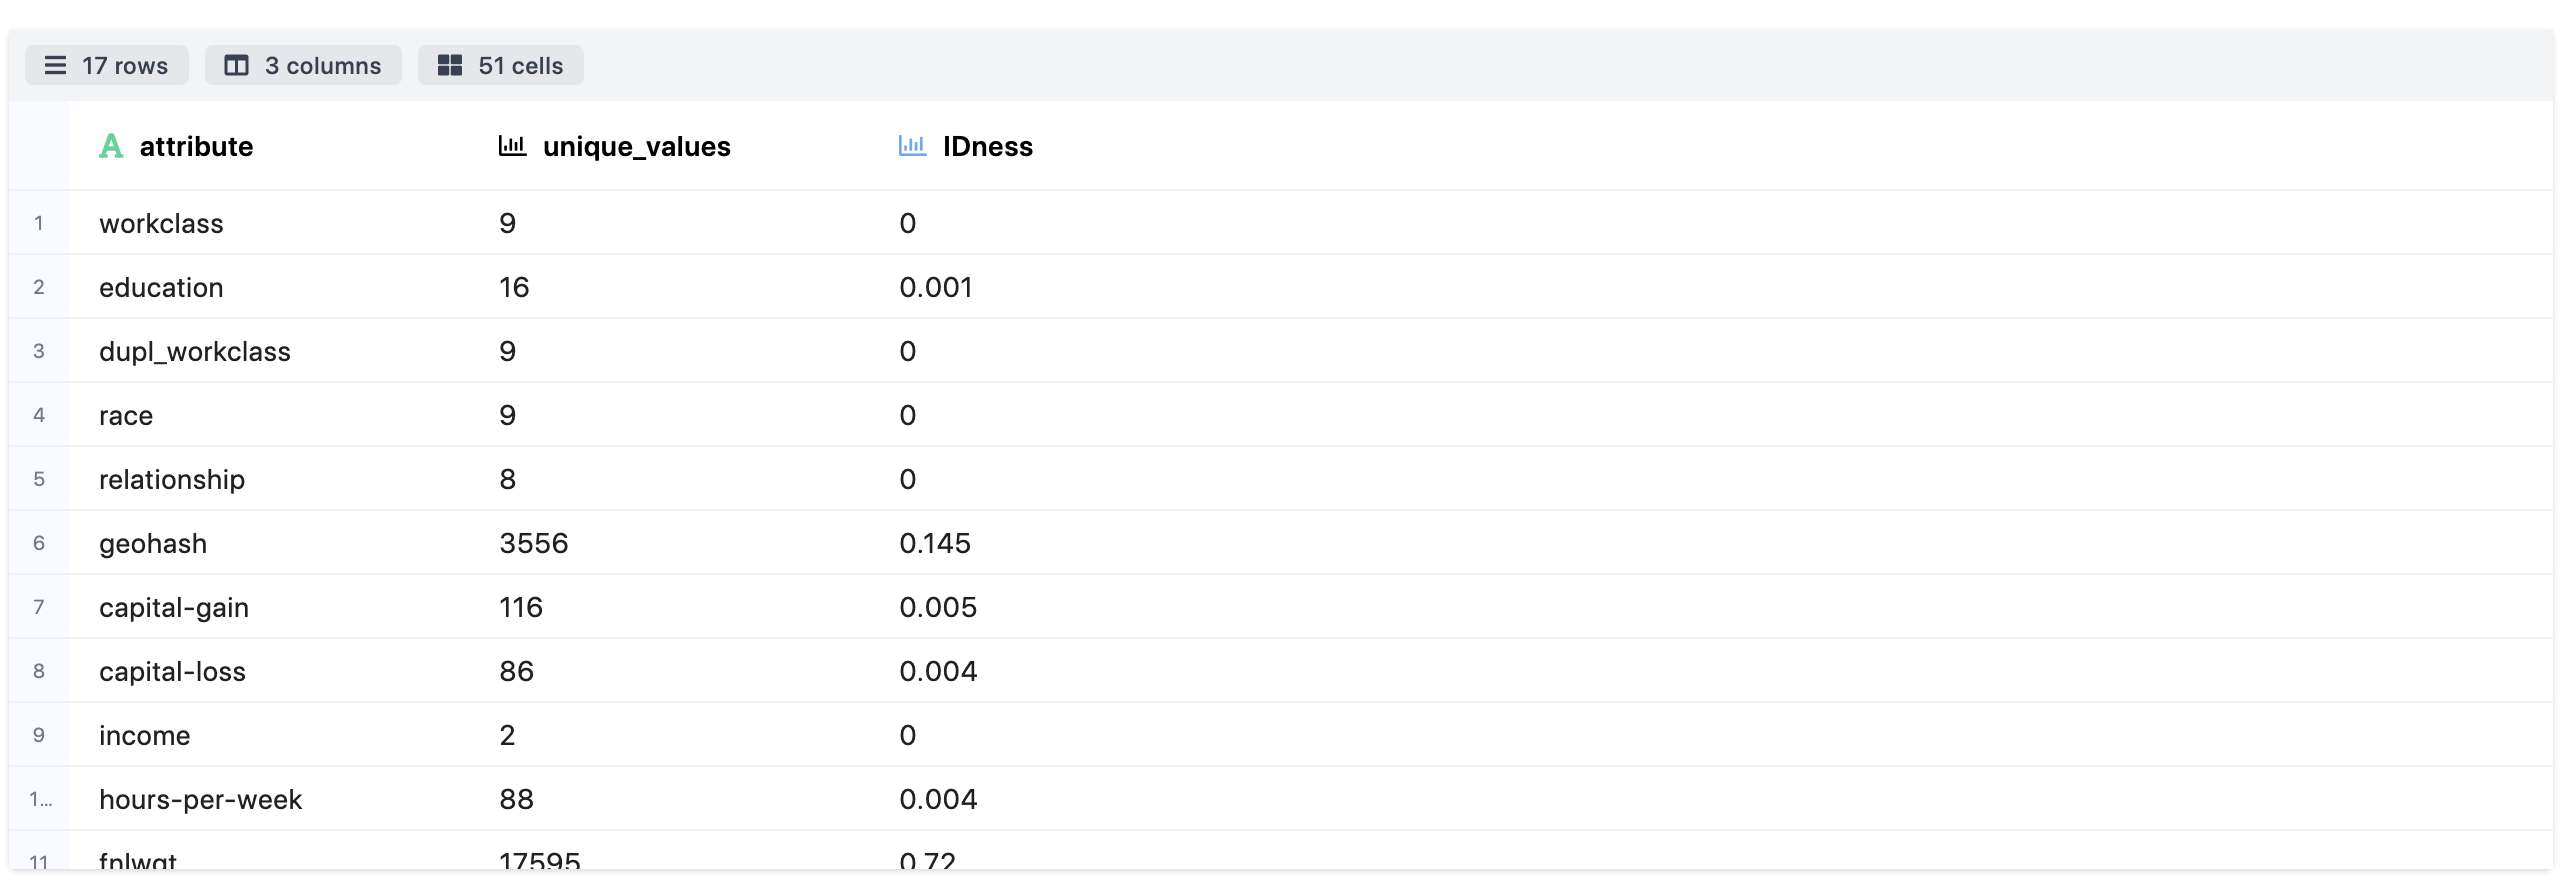 17 rows 3 columns 51 cells
attribute unique_values IDness
1 workclass 9 0
2 education 16 0.001
3 dupl_workclass 9 0
4 race 9 0
5 relationship 8 0
6 geohash 3556 0.145
7 capital-gain 116 0.005
8 capital-loss 86 0.004
9 income 2 0
1... hours-per-week 88 0.004
11 fnlwgt 17595 0.72